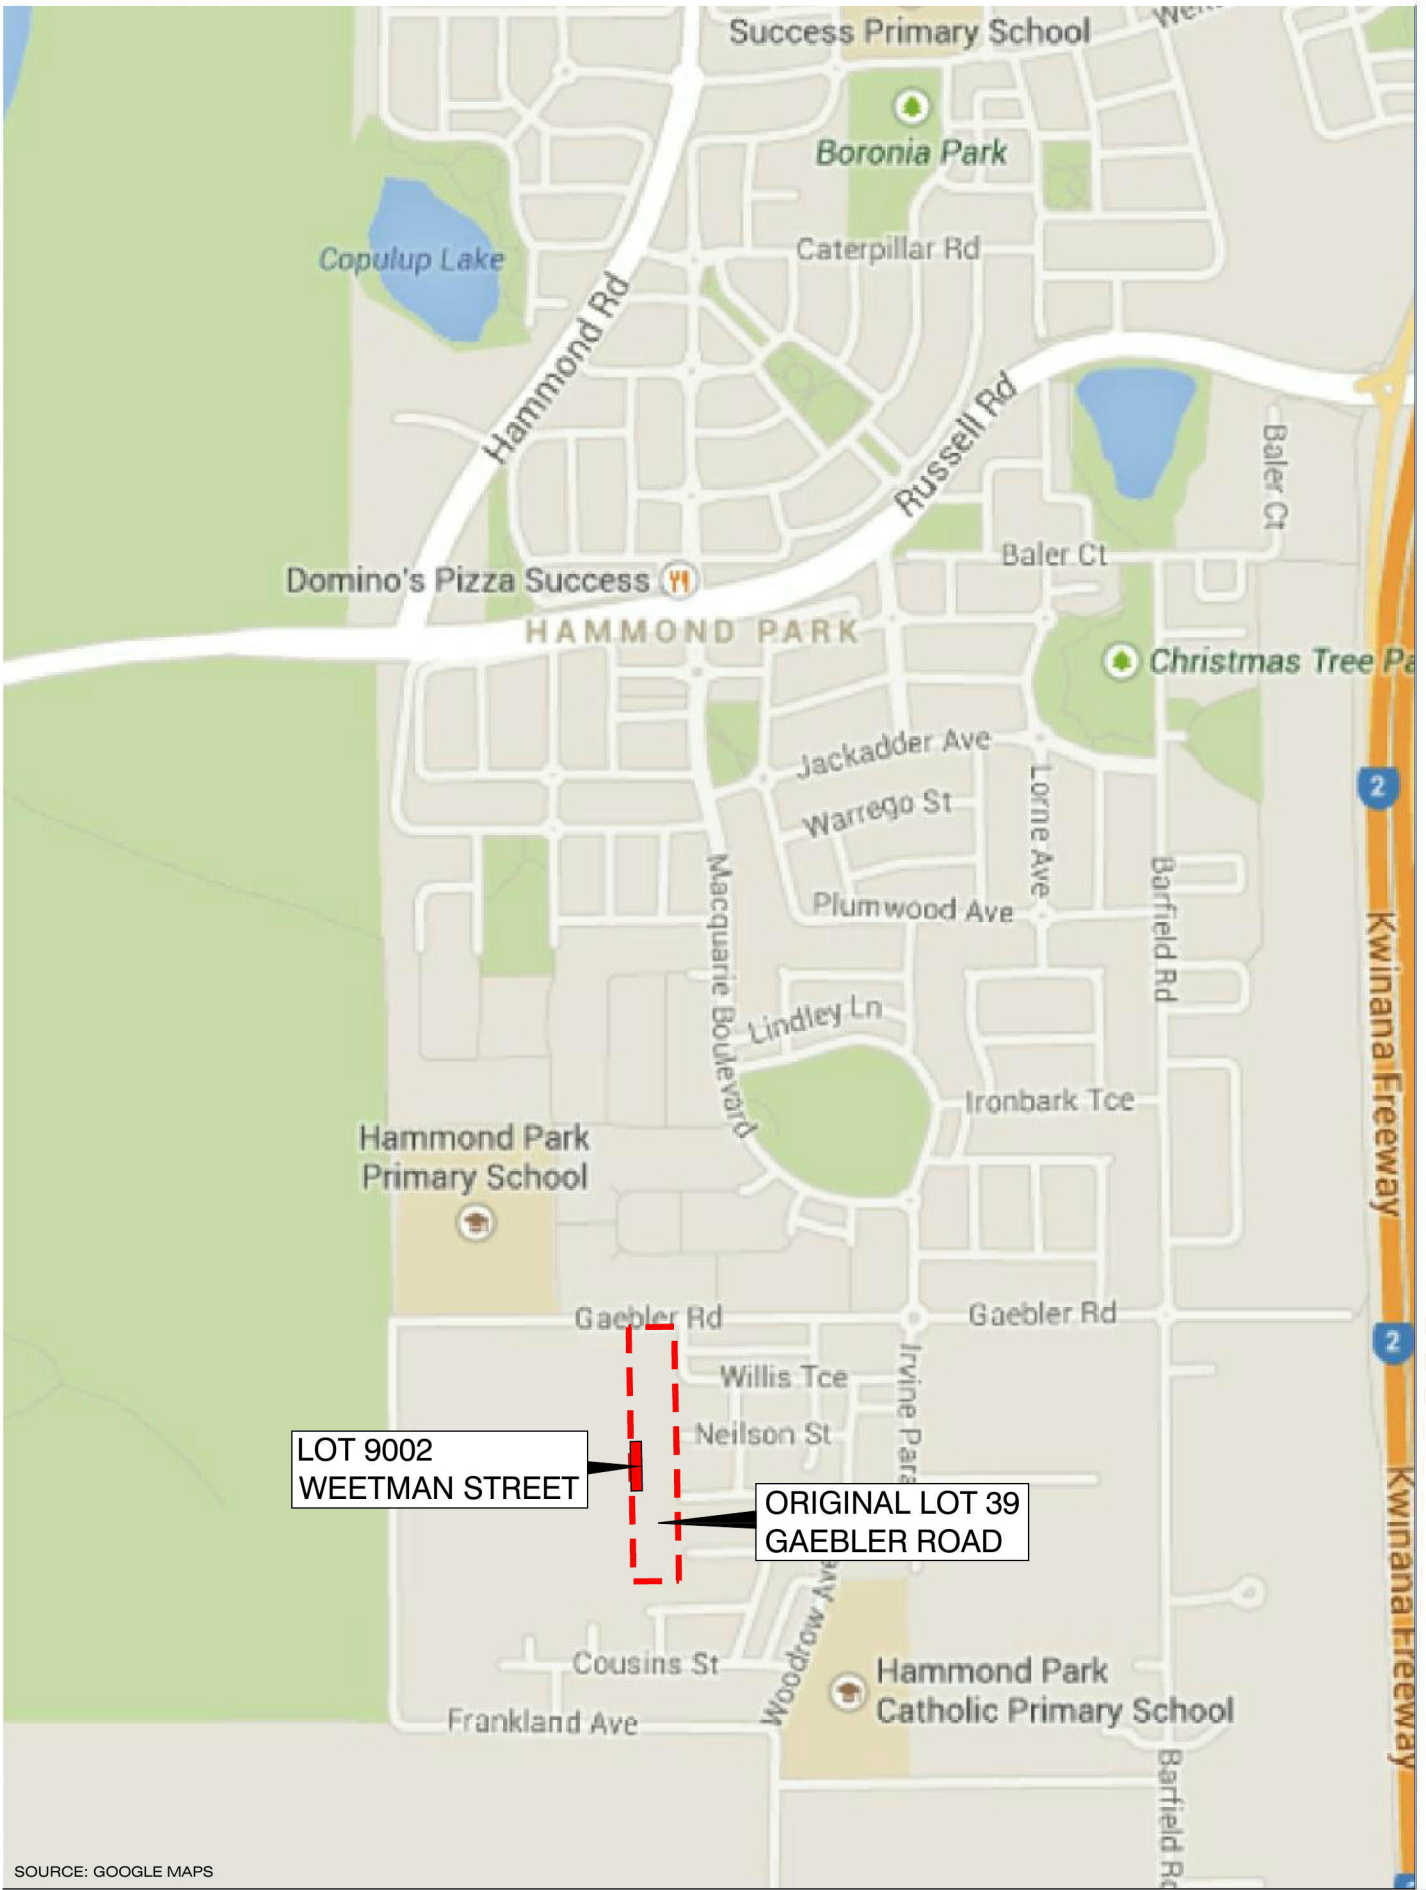 Success Primary School
Boronia Park
Caterpillar Rd
Copulup Lake
Hammond Rd
Russell Rd
Baler Ct
Baler Ct
Domino's Pizza Success
HAMMOND PARK
Christmas Tree Pa
Jackadder Ave
2
Warrego St
Lorne Ave
Macquarie Boulevard
Plumwood Ave
Barfield Rd
Kwinana Freeway
Lindley Ln
Ironbark Tce
Hammond Park
Primary School
Gaebler Rd
Gaebler Rd
2
Irvine Para
Willis Tce
Neilson St
LOT 9002
WEETMAN STREET
ORIGINAL LOT 39
GAEBLER ROAD
Kwinana Freeway
Woodrow Ave
Cousins St
Hammond Park
Catholic Primary School
Frankland Ave
Barfield Rd
SOURCE: GOOGLE MAPS